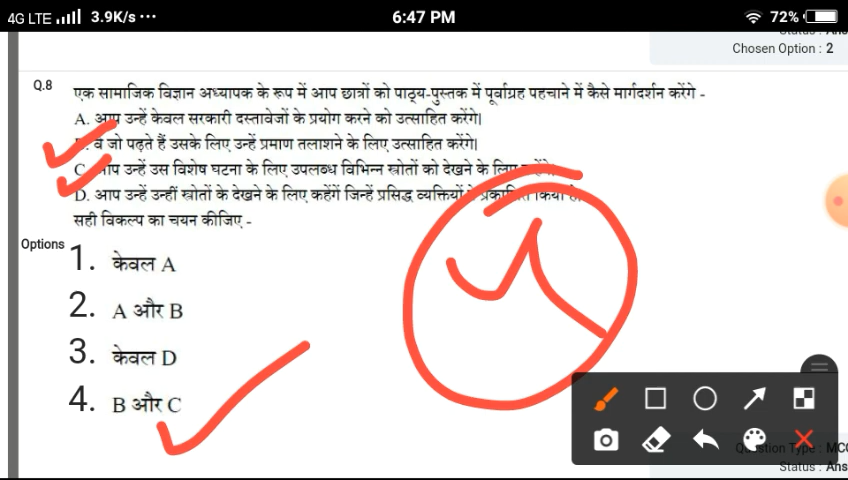 4G LTE 3.9K/s ... 6:47 PM 72%
Chosen Option : 2
Q.8 एक सामाजिक विज्ञान अध्यापक के रूप में आप छात्रों को पाठ्य-पुस्तक में पूर्वाग्रह पहचाने में कैसे मार्गदर्शन करेंगे -
A. आप उन्हें केवल सरकारी दस्तावेजों के प्रयोग करने को उत्साहित करेंगे।
वे जो पढ़ते हैं उसके लिए उन्हें प्रमाण तलाशने के लिए उत्साहित करेंगे।
C. आप उन्हें उस विशेष घटना के लिए उपलब्ध विभिन्न स्त्रोतों को देखने के लिए
D. आप उन्हें उन्हीं स्त्रोतों के देखने के लिए कहेंगें जिन्हें प्रसिद्ध व्यक्तियों किया है।
सही विकल्प का चयन कीजिए -
Options
1. केवल A
2. A और B
3. केवल D
4. B और C
Question Type : MC
Status : Ans